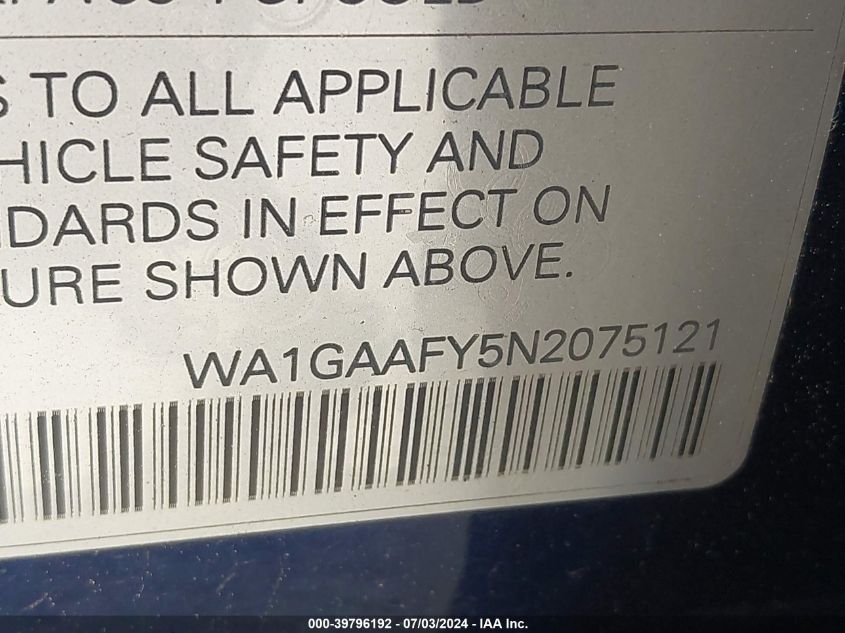 S TO ALL APPLICABLE
HICLE SAFETY AND
DARDS IN EFFECT ON
URE SHOWN ABOVE.
WA1GAAFY5N2075121
000-39796192 - 07/03/2024 - IAA Inc.